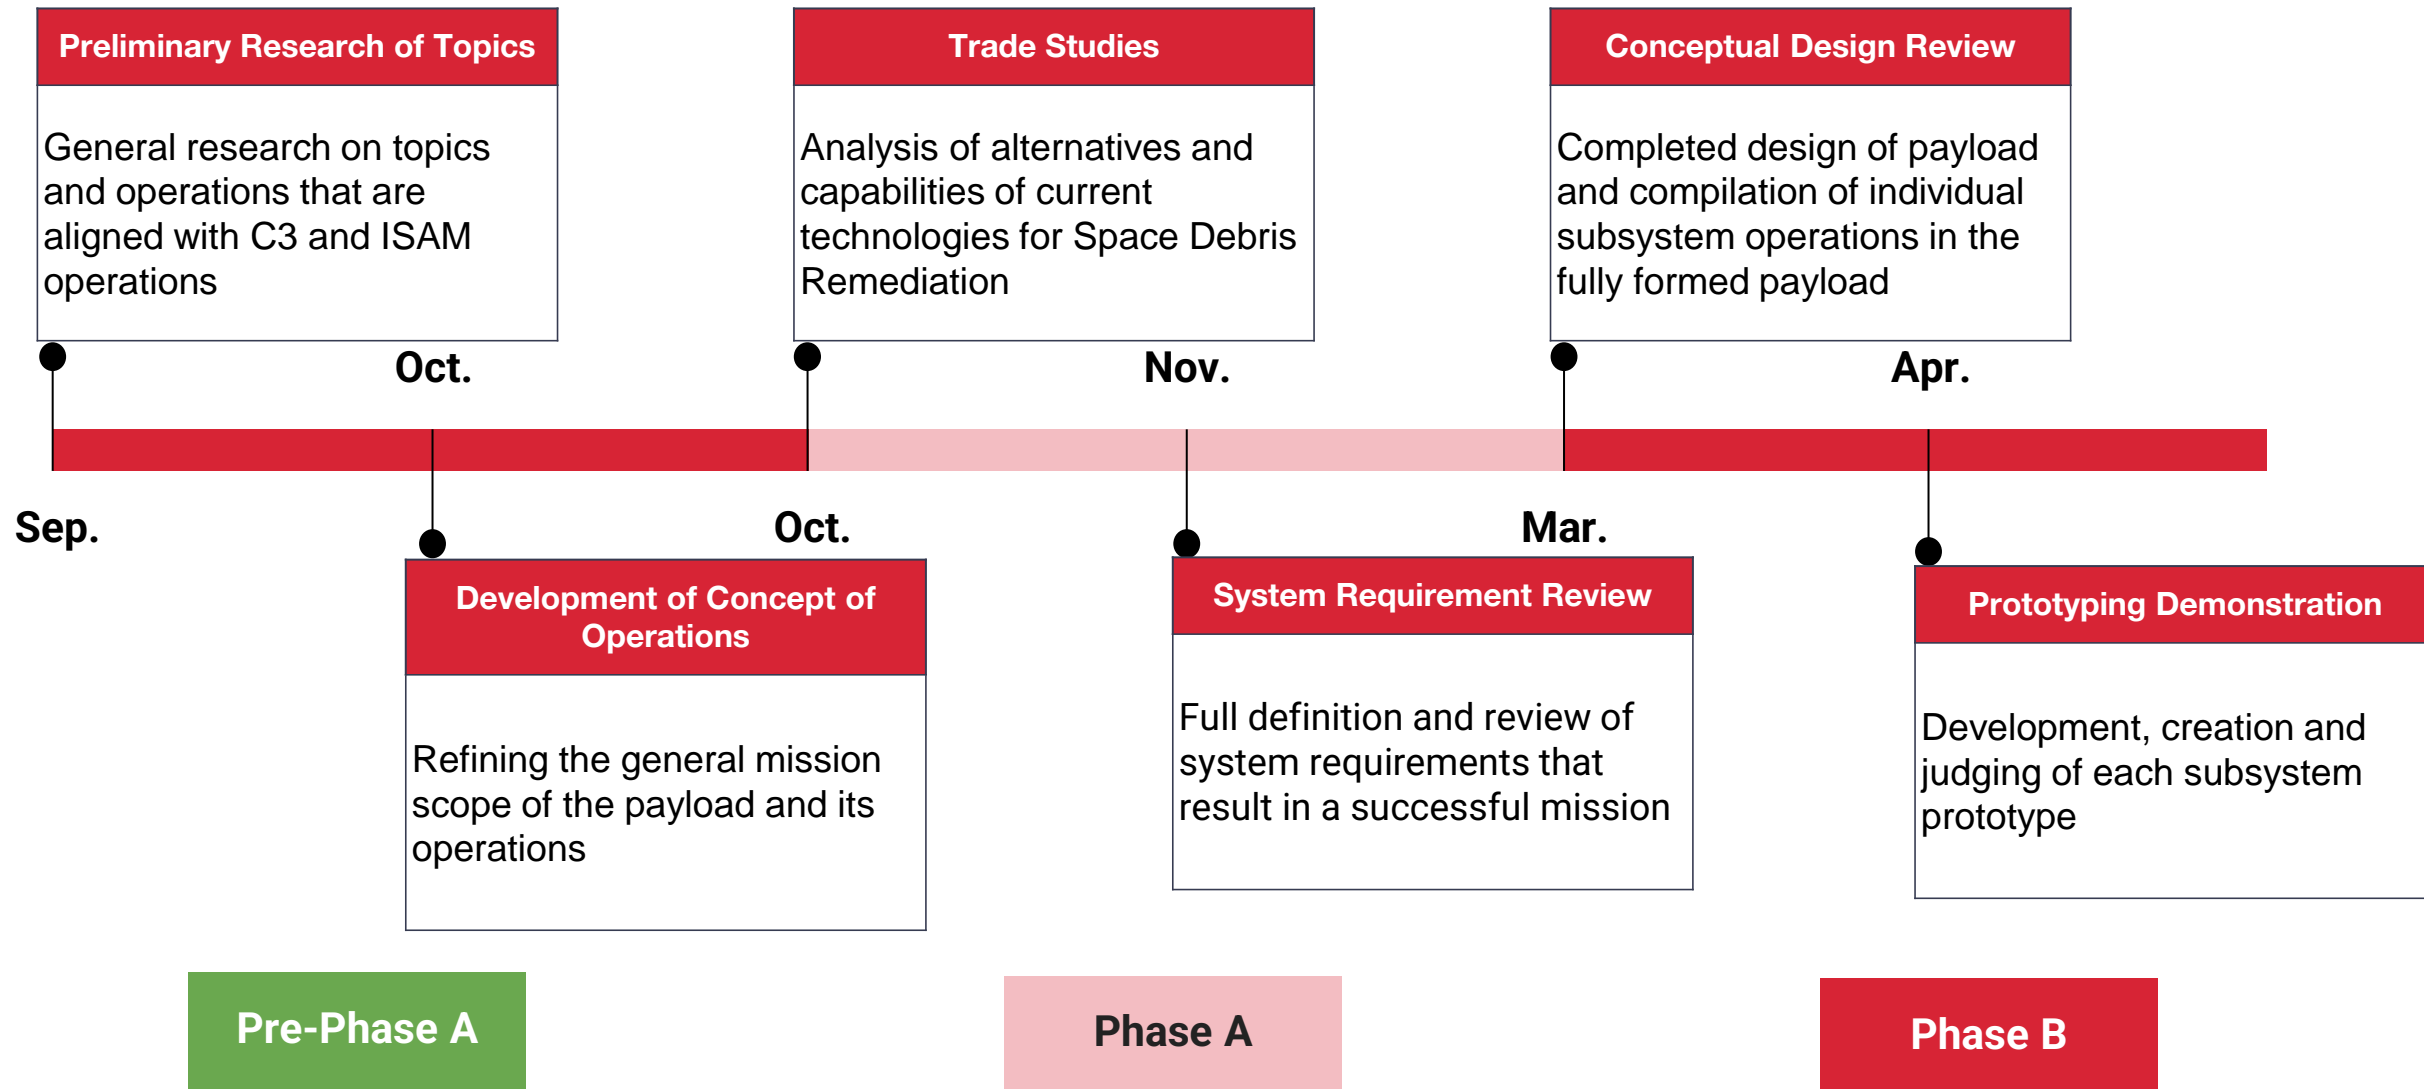 Preliminary Research of Topics
General research on topics
and operations that are
aligned with C3 and ISAM
operations
Trade Studies
Analysis of alternatives and
capabilities of current
technologies for Space Debris
Remediation
Conceptual Design Review
Completed design of payload
and compilation of individual
subsystem operations in the
fully formed payload
Oct.
Nov.
Apr.
Sep.
Oct.
Mar.
Development of Concept of
Operations
Refining the general mission
scope of the payload and its
operations
System Requirement Review
Full definition and review of
system requirements that
result in a successful mission
Prototyping Demonstration
Development, creation and
judging of each subsystem
prototype
Pre-Phase A
Phase A
Phase B